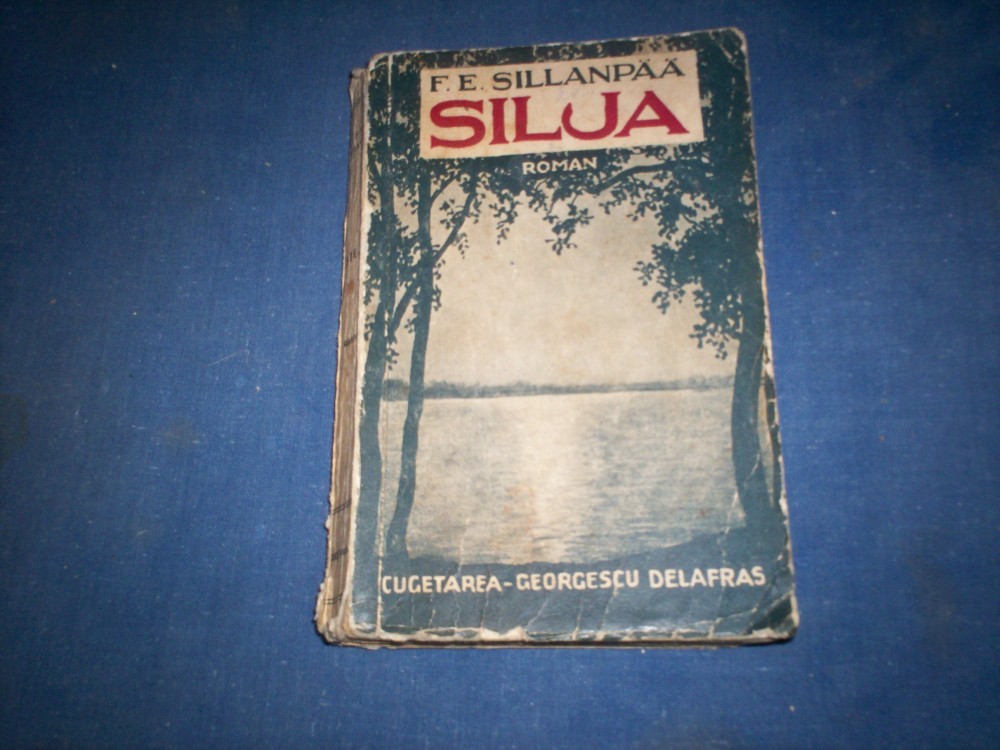 F. E. SILLANPÄÄ
SILJA
ROMAN
CUGETAREA-GEORGESCU DELAFRAS